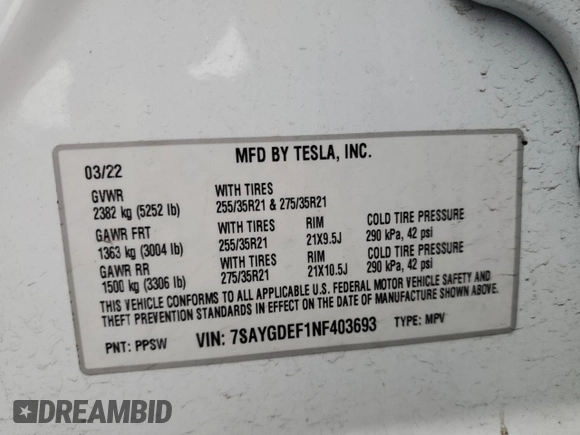 MFD BY TESLA, INC.
03/22
GVWR WITH TIRES
2382 kg (5252 lb) 255/35R21 & 275/35R21
GAWR FRT WITH TIRES RIM COLD TIRE PRESSURE
1363 kg (3004 lb) 255/35R21 21X9.5J 290 kPa, 42 psi
GAWR RR WITH TIRES RIM COLD TIRE PRESSURE
1500 kg (3306 lb) 275/35R21 21X10.5J 290 kPa, 42 psi
THIS VEHICLE CONFORMS TO ALL APPLICABLE U.S. FEDERAL MOTOR VEHICLE SAFETY AND
THEFT PREVENTION STANDARDS IN EFFECT ON THE DATE OF MANUFACTURE SHOWN ABOVE.
PNT: PPSW VIN: 7SAYGDEF1NF403693 TYPE: MPV
DREAMBID